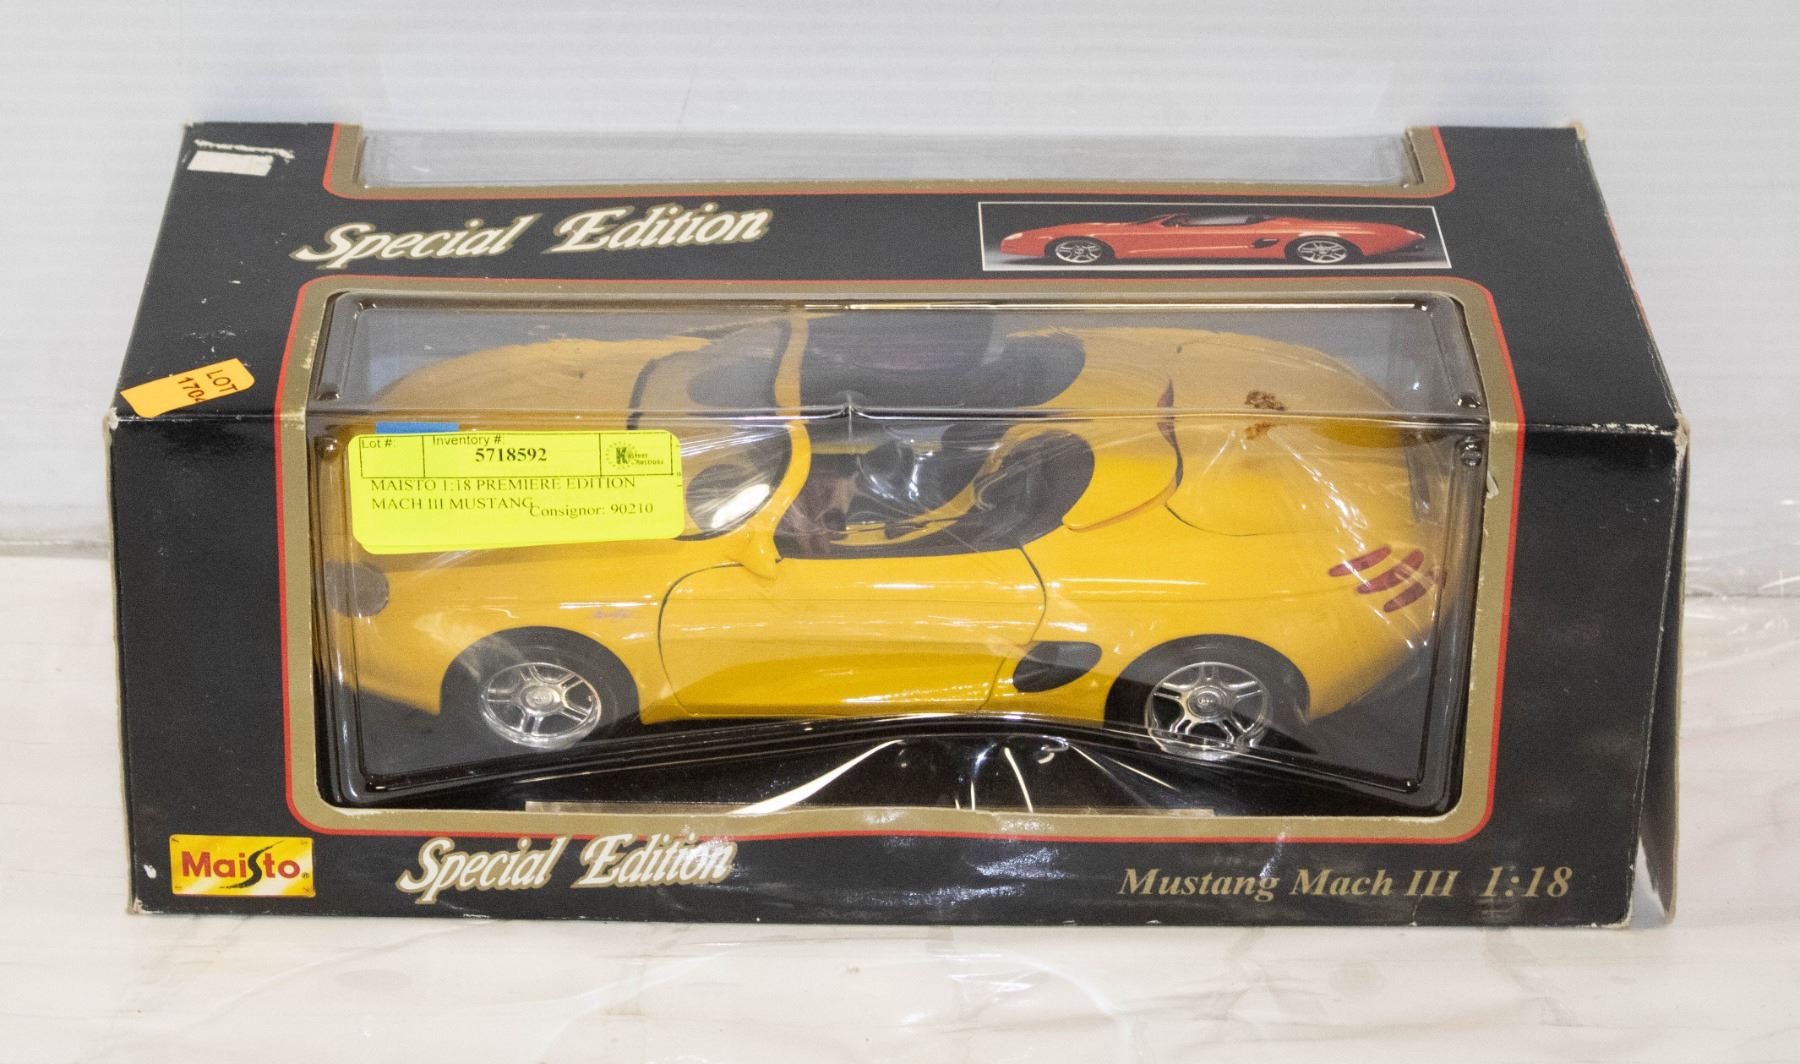 Special Edition
LOT
1704
Lot #: Inventory #:
5718592
MAISTO 1:18 PREMIERE EDITION
MACH III MUSTANG
Consignor: 90210
Maisto
Special Edition
Mustang Mach III 1:18